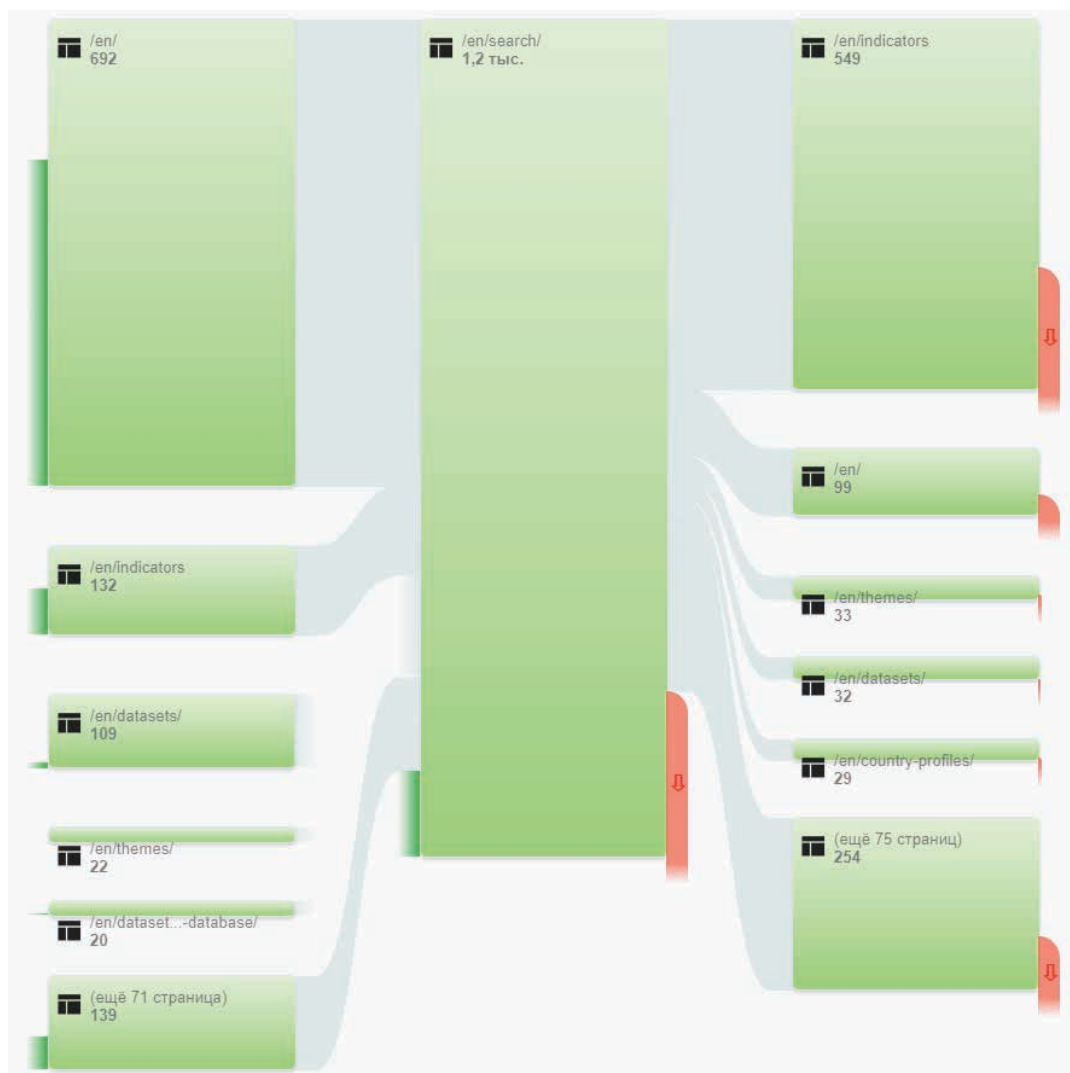 /en/
692
/en/indicators
132
/en/datasets/
109
/en/themes/
22
/en/dataset...-database/
20
(ещё 71 страница)
139
/en/search/
1,2 тыс.
/en/indicators
549
/en/
99
/en/themes/
33
/en/datasets/
32
/en/country-profiles/
29
(ещё 75 страниц)
254